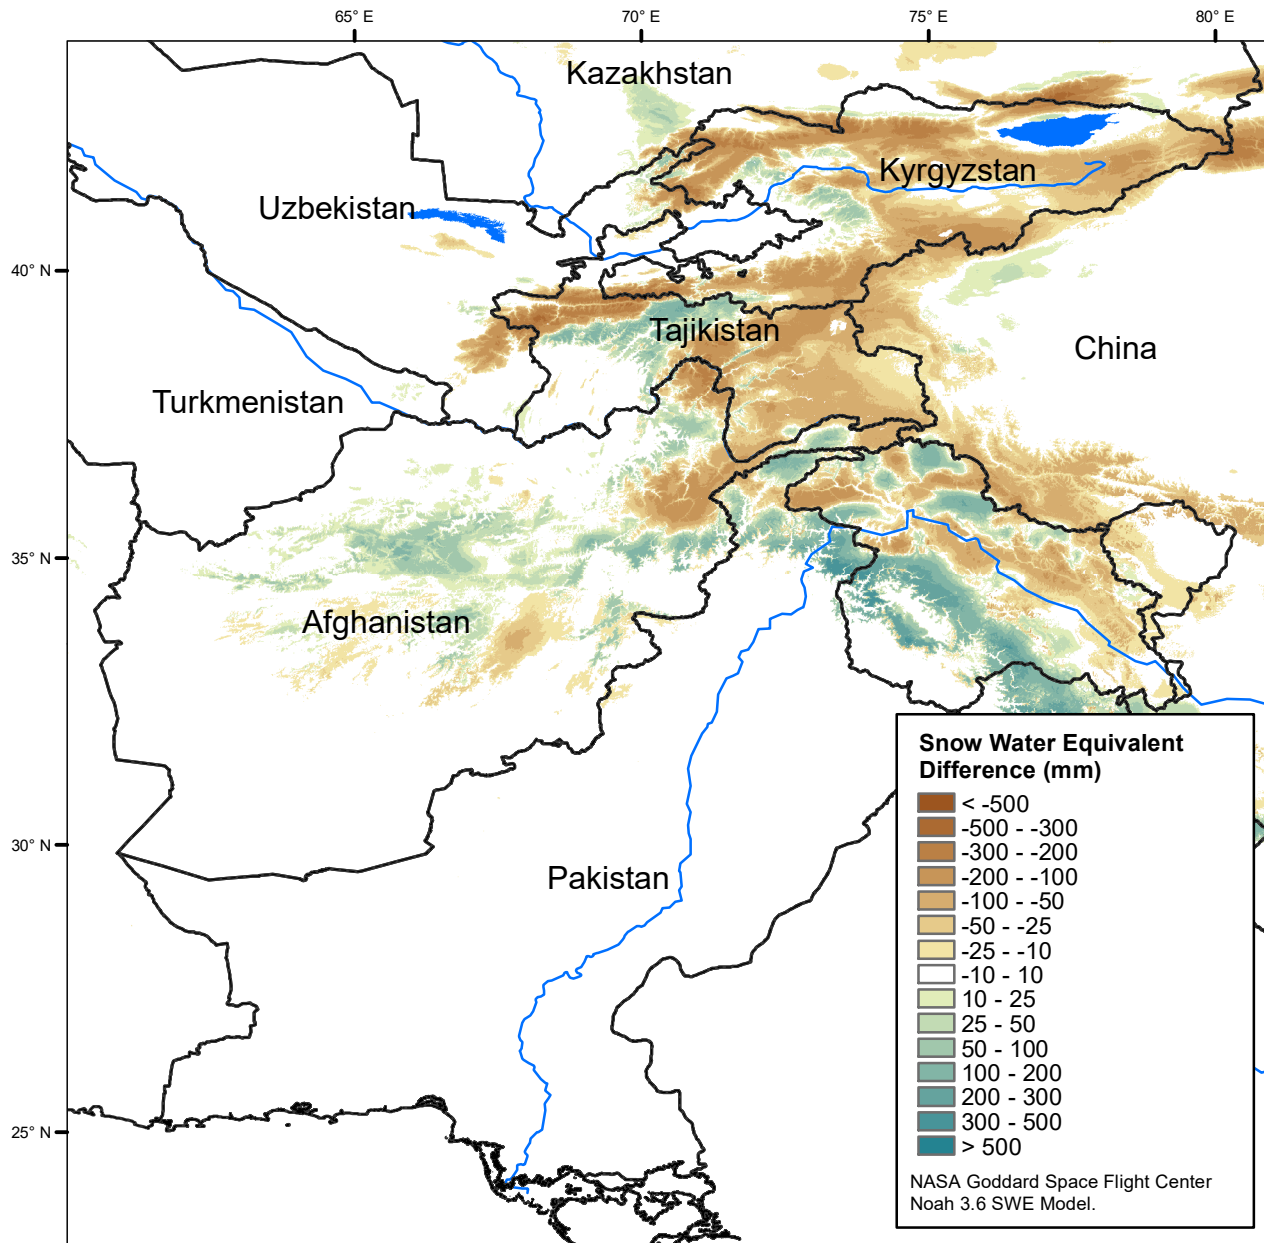 65° E
70° E
75° E
80° E
Kazakhstan
Kyrgyzstan
Uzbekistan
40° N
Tajikistan
China
Turkmenistan
35° N
Afghanistan
Snow Water Equivalent
Difference (mm)
< -500
-500 - -300
-300 - -200
-200 - -100
-100 - -50
-50 - -25
-25 - -10
-10 - 10
10 - 25
25 - 50
50 - 100
100 - 200
200 - 300
300 - 500
> 500
30° N
Pakistan
25° N
NASA Goddard Space Flight Center
Noah 3.6 SWE Model.